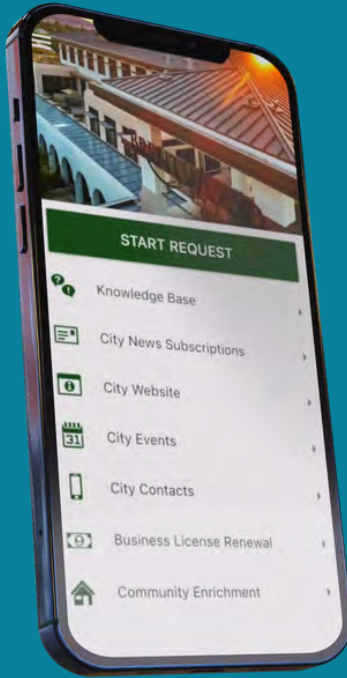 START REQUEST
Knowledge Base
City News Subscriptions
City Website
31
City Events
City Contacts
Business License Renewal
Community Enrichment